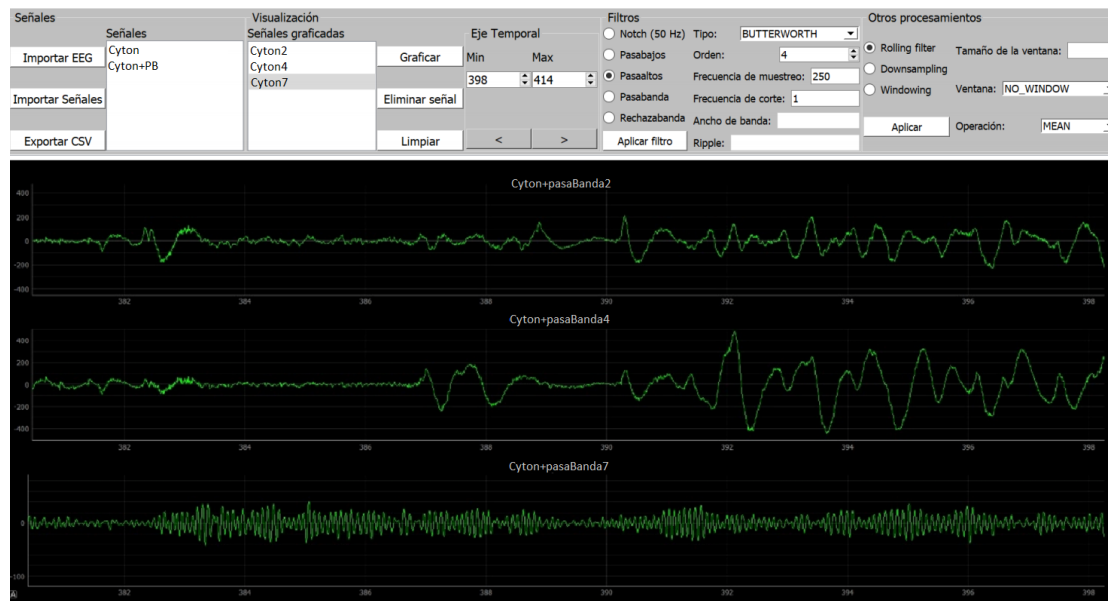 Señales
Visualización
Filtros
Otros procesamientos
Señales
Señales graficadas
Eje Temporal
Notch (50 Hz) Tipo: BUTTERWORTH
Importar EEG
Cyton
Cyton+PB
Cyton2
Cyton4
Cyton7
Graficar
Min Max
398 414
Pasabajos Orden: 4
Rolling filter Tamaño de la ventana:
Pasaaltos Frecuencia de muestreo: 250
Downsampling
Importar Señales
Eliminar señal
Pasabanda Frecuencia de corte: 1
Windowing Ventana: NO_WINDOW
Rechazabanda Ancho de banda:
Exportar CSV
Limpiar
< >
Aplicar filtro Ripple:
Aplicar Operación: MEAN
Cyton+pasaBanda2
400
200
0
-200
-400
382 384 386 388 390 392 394 396 398
Cyton+pasaBanda4
400
200
0
-200
-400
382 384 386 388 390 392 394 396 398
Cyton+pasaBanda7
0
-100
382 384 386 388 390 392 394 396 398